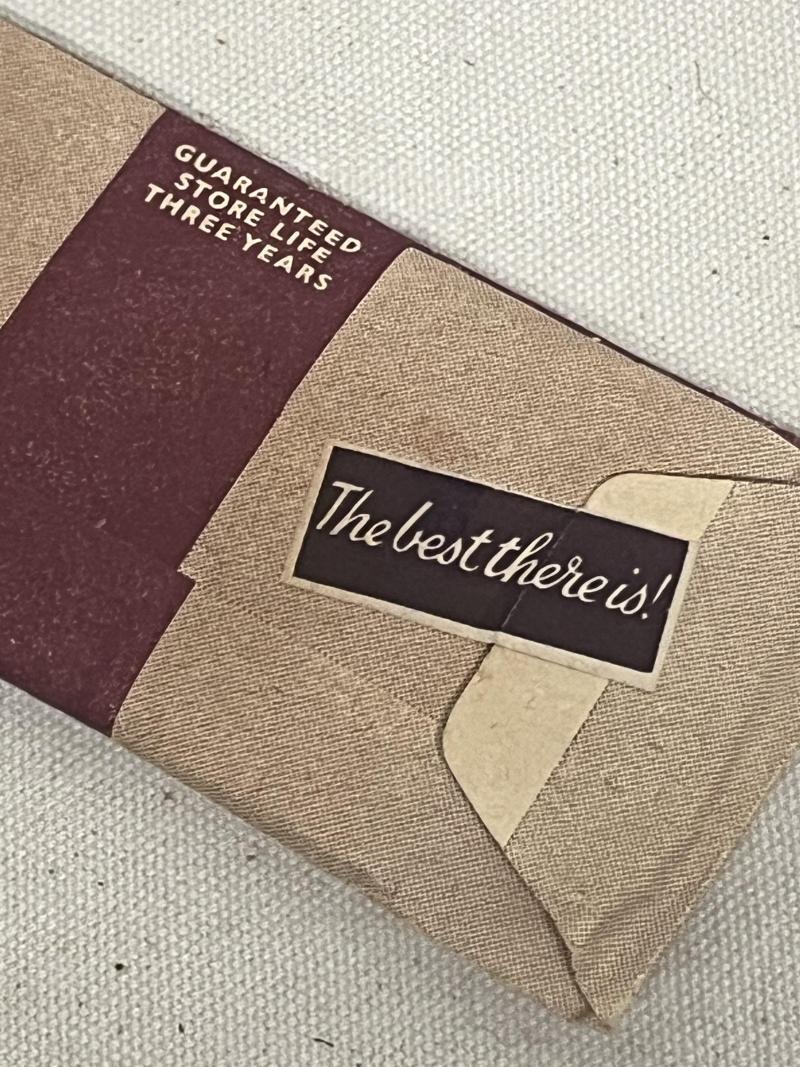 GUARANTEED
STORE LIFE
THREE YEARS
The best there is!